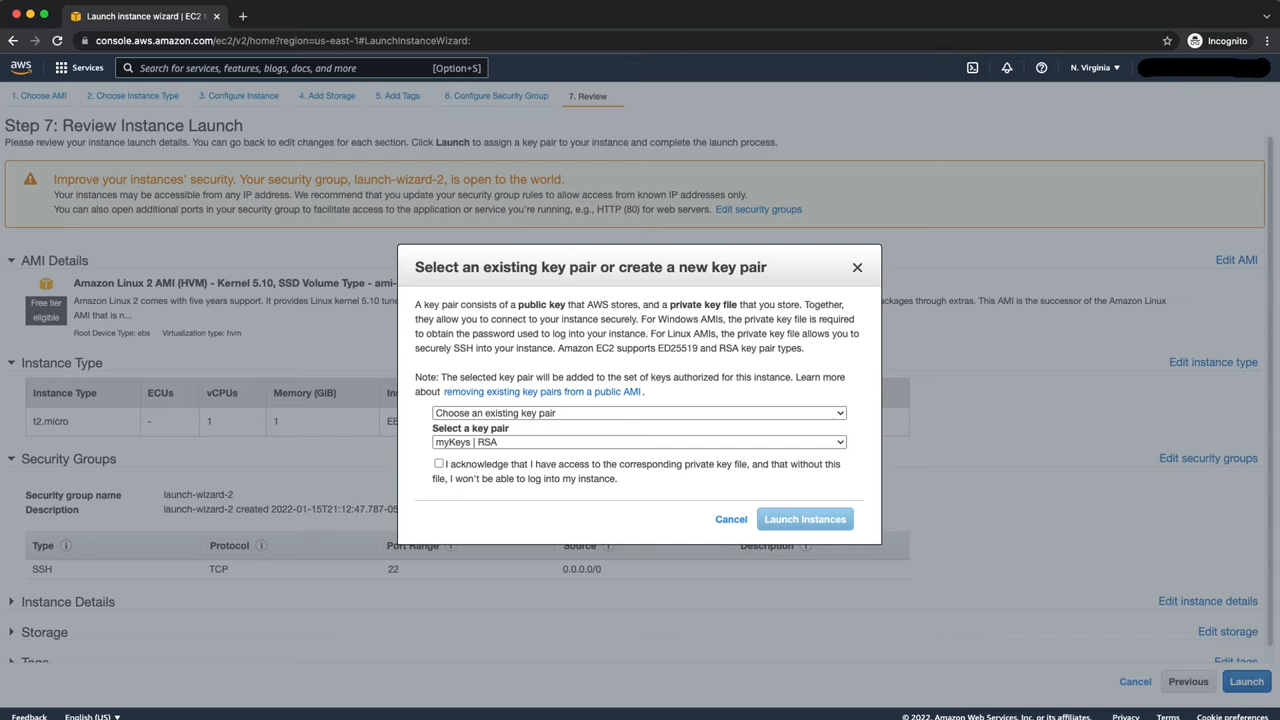 Launch instance wizard | EC2
console.aws.amazon.com/ec2/v2/home?region=us-east-1#LaunchInstanceWizard:
Incognito
aws
Services
Search for services, features, blogs, docs, and more
[Option+S]
N. Virginia
1. Choose AMI
2. Choose Instance Type
3. Configure Instance
4. Add Storage
5. Add Tags
6. Configure Security Group
7. Review
Step 7: Review Instance Launch
Please review your instance launch details. You can go back to edit changes for each section. Click Launch to assign a key pair to your instance and complete the launch process.
Improve your instances' security. Your security group, launch-wizard-2, is open to the world.
Your instances may be accessible from any IP address. We recommend that you update your security group rules to allow access from known IP addresses only.
You can also open additional ports in your security group to facilitate access to the application or service you're running, e.g., HTTP (80) for web servers. Edit security groups
AMI Details
Edit AMI
Amazon Linux 2 AMI (HVM) - Kernel 5.10, SSD Volume Type - ami-
Free tier
eligible
Amazon Linux 2 comes with five years support. It provides Linux kernel 5.10
packages through extras. This AMI is the successor of the Amazon Linux
AMI that is n...
Root Device Type: ebs
Virtualization type: hvm
Select an existing key pair or create a new key pair
A key pair consists of a public key that AWS stores, and a private key file that you store. Together,
they allow you to connect to your instance securely. For Windows AMIs, the private key file is required
to obtain the password used to log into your instance. For Linux AMIs, the private key file allows you to
securely SSH into your instance. Amazon EC2 supports ED25519 and RSA key pair types.
Note: The selected key pair will be added to the set of keys authorized for this instance. Learn more
about removing existing key pairs from a public AMI.
Choose an existing key pair
Select a key pair
myKeys | RSA
I acknowledge that I have access to the corresponding private key file, and that without this
file, I won't be able to log into my instance.
Cancel
Launch Instances
Instance Type
Edit instance type
Instance Type
ECUs
vCPUs
Memory (GiB)
t2.micro
-
1
1
Security Groups
Edit security groups
Security group name
launch-wizard-2
Description
launch-wizard-2 created 2022-01-15T21:12:47.787-05
Type
Protocol
Port Range
Source
Description
SSH
TCP
22
0.0.0.0/0
Instance Details
Edit instance details
Storage
Edit storage
Tags
Edit tags
Cancel
Previous
Launch
Feedback
English (US)
© 2022, Amazon Web Services, Inc. or its affiliates.
Privacy
Terms
Cookie preferences